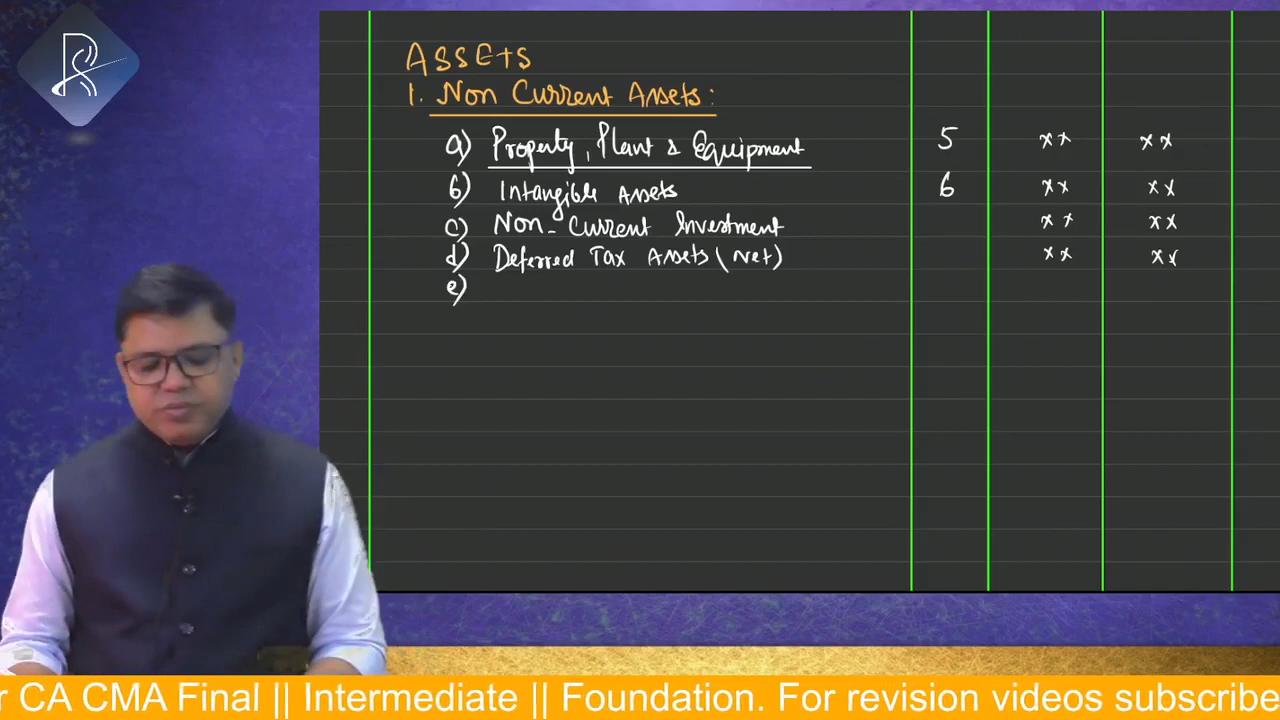 ASSETS
1. Non Current Assets:
a) Property, Plant & Equipment 5 xx xx
b) Intangible Assets 6 xx xx
c) Non-Current Investment xx xx
d) Deferred Tax Assets (Net) xx xx
e)
r CA CMA Final || Intermediate || Foundation. For revision videos subscribe